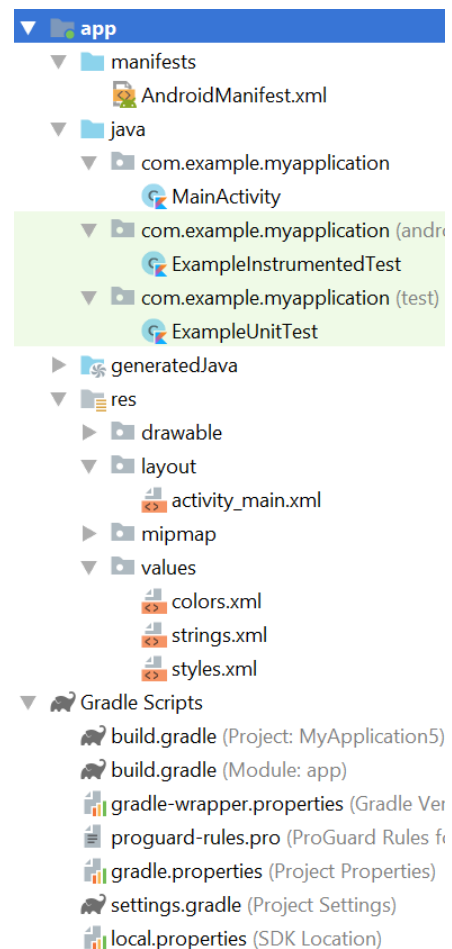 app
manifests
AndroidManifest.xml
java
com.example.myapplication
MainActivity
com.example.myapplication (andr
ExampleInstrumentedTest
com.example.myapplication (test)
ExampleUnitTest
generatedJava
res
drawable
layout
activity_main.xml
mipmap
values
colors.xml
strings.xml
styles.xml
Gradle Scripts
build.gradle (Project: MyApplication5)
build.gradle (Module: app)
gradle-wrapper.properties (Gradle Ver
proguard-rules.pro (ProGuard Rules f
gradle.properties (Project Properties)
settings.gradle (Project Settings)
local.properties (SDK Location)